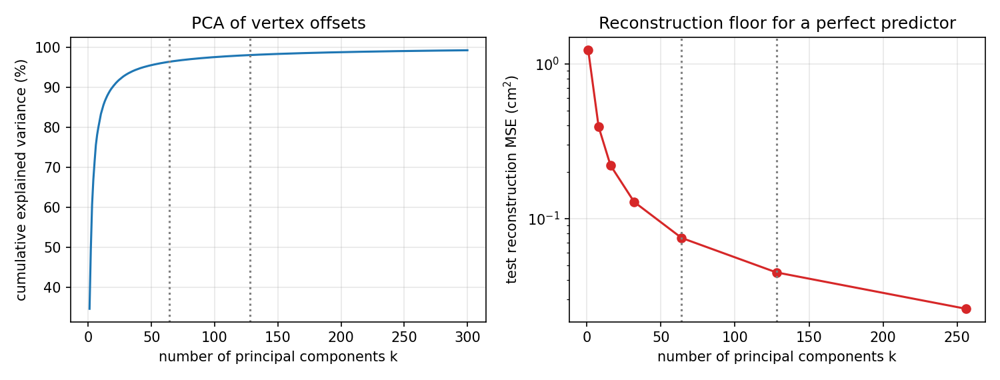 PCA of vertex offsets
cumulative explained variance (%)
100
90
80
70
60
50
40
0 50 100 150 200 250 300
number of principal components k
Reconstruction floor for a perfect predictor
test reconstruction MSE (cm²)
10⁰
10⁻¹
0 50 100 150 200 250
number of principal components k